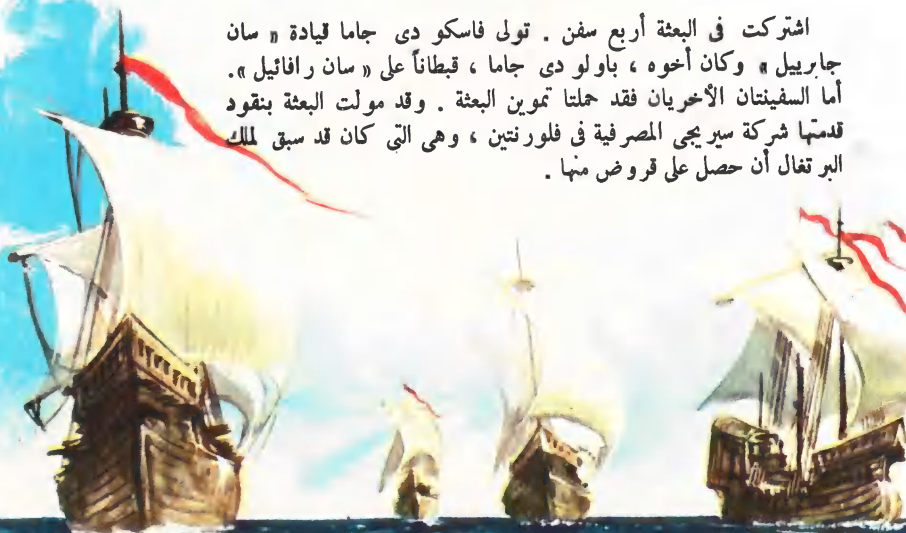 اشتركت فى البعثة أربع سفن . تولى فاسكو دى جاما قيادة « سان
جابرييل » وكان أخوه ، باولو دى جاما ، قبطاناً على « سان رافائيل ».
أما السفينتان الأخريان فقد حملتا تموين البعثة . وقد مولت البعثة بنقود
قدمتها شركة سيريجى المصرفية فى فلورنتين ، وهى التى كان قد سبق لملك
البرتغال أن حصل على قروض منها .